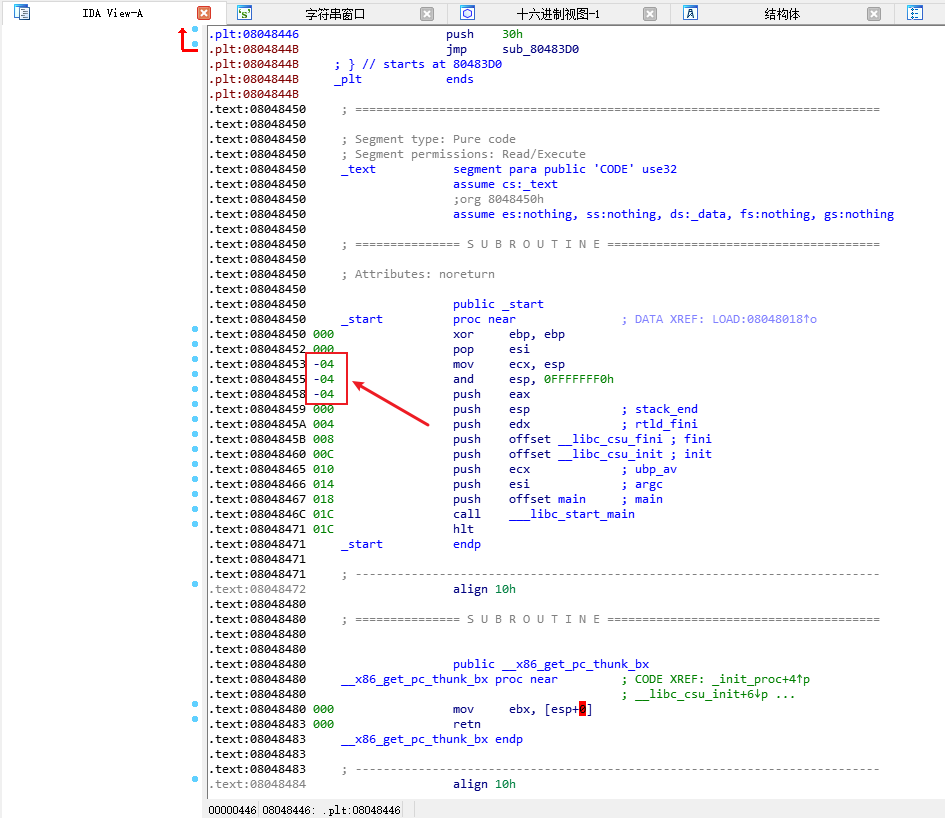 IDA View-A 字符串窗口 十六进制视图-1 结构体
.plt:08048446                     push    30h
.plt:0804844B                     jmp     sub_80483D0
.plt:0804844B     ; } // starts at 80483D0
.plt:0804844B     _plt            ends
.plt:0804844B
.text:08048450     ; ===========================================================================
.text:08048450
.text:08048450     ; Segment type: Pure code
.text:08048450     ; Segment permissions: Read/Execute
.text:08048450     _text           segment para public 'CODE' use32
.text:08048450                     assume cs:_text
.text:08048450                     ;org 8048450h
.text:08048450                     assume es:nothing, ss:nothing, ds:_data, fs:nothing, gs:nothing
.text:08048450
.text:08048450     ; =============== S U B R O U T I N E =======================================
.text:08048450
.text:08048450     ; Attributes: noreturn
.text:08048450
.text:08048450                     public _start
.text:08048450     _start          proc near               ; DATA XREF: LOAD:08048018↑o
.text:08048450 000                 xor     ebp, ebp
.text:08048452 000                 pop     esi
.text:08048453 -04                 mov     ecx, esp
.text:08048455 -04                 and     esp, 0FFFFFFF0h
.text:08048458 -04                 push    eax
.text:08048459 000                 push    esp             ; stack_end
.text:0804845A 004                 push    edx             ; rtld_fini
.text:0804845B 008                 push    offset __libc_csu_fini ; fini
.text:08048460 00C                 push    offset __libc_csu_init ; init
.text:08048465 010                 push    ecx             ; ubp_av
.text:08048466 014                 push    esi             ; argc
.text:08048467 018                 push    offset main     ; main
.text:0804846C 01C                 call    ___libc_start_main
.text:08048471 01C                 hlt
.text:08048471     _start          endp
.text:08048471
.text:08048471     ; ---------------------------------------------------------------------------
.text:08048472                     align 10h
.text:08048480
.text:08048480     ; =============== S U B R O U T I N E =======================================
.text:08048480
.text:08048480
.text:08048480                     public __x86_get_pc_thunk_bx
.text:08048480     __x86_get_pc_thunk_bx proc near         ; CODE XREF: _init_proc+4↑p
.text:08048480                                             ; __libc_csu_init+6↓p ...
.text:08048480 000                 mov     ebx, [esp+0]
.text:08048483 000                 retn
.text:08048483     __x86_get_pc_thunk_bx endp
.text:08048483
.text:08048483     ; ---------------------------------------------------------------------------
.text:08048484                     align 10h
00000446 08048446: .plt:08048446